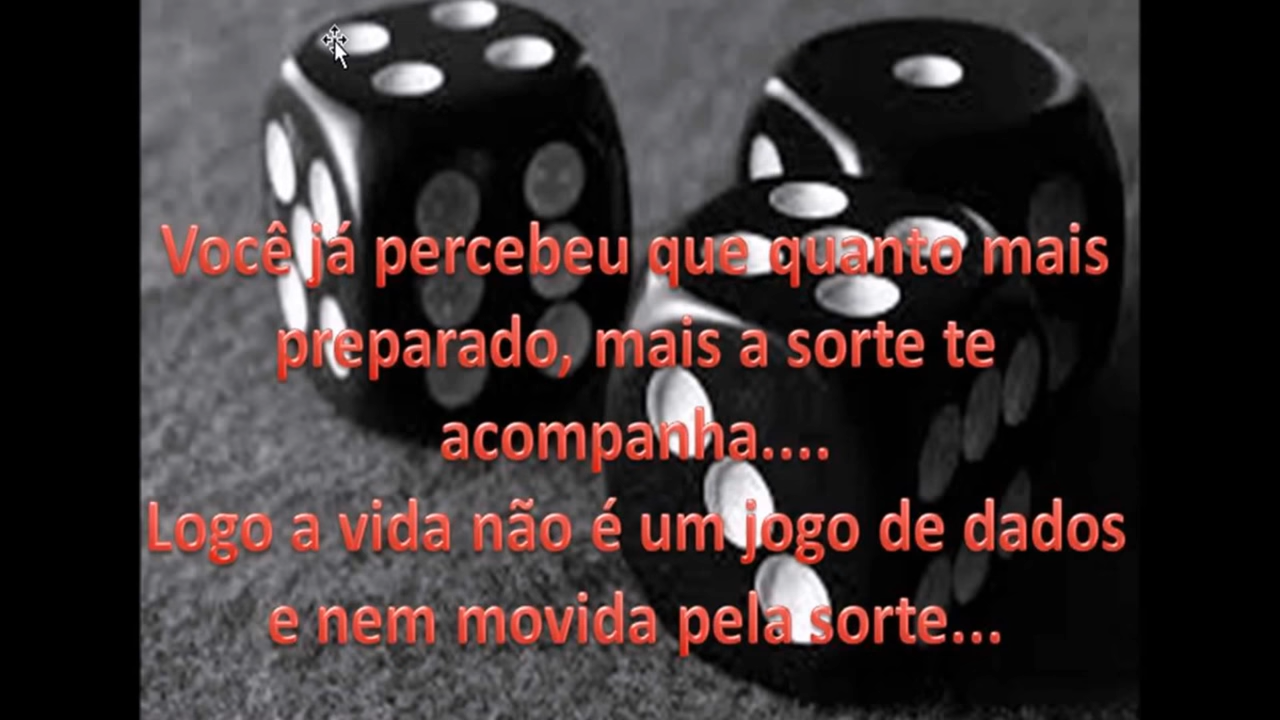 Você já percebeu que quanto mais
preparado, mais a sorte te
acompanha....
Logo a vida não é um jogo de dados
e nem movida pela sorte...